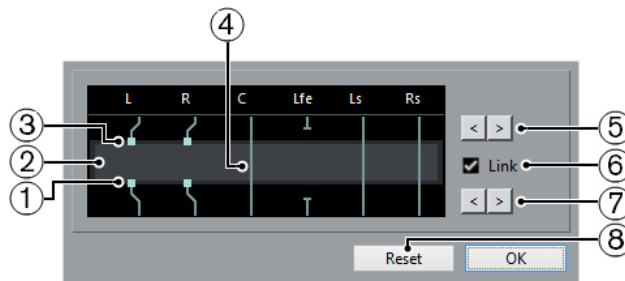 ④
L R C Lfe Ls Rs
③ < > ⑤
② Link ⑥
① < > ⑦
⑧
Reset OK